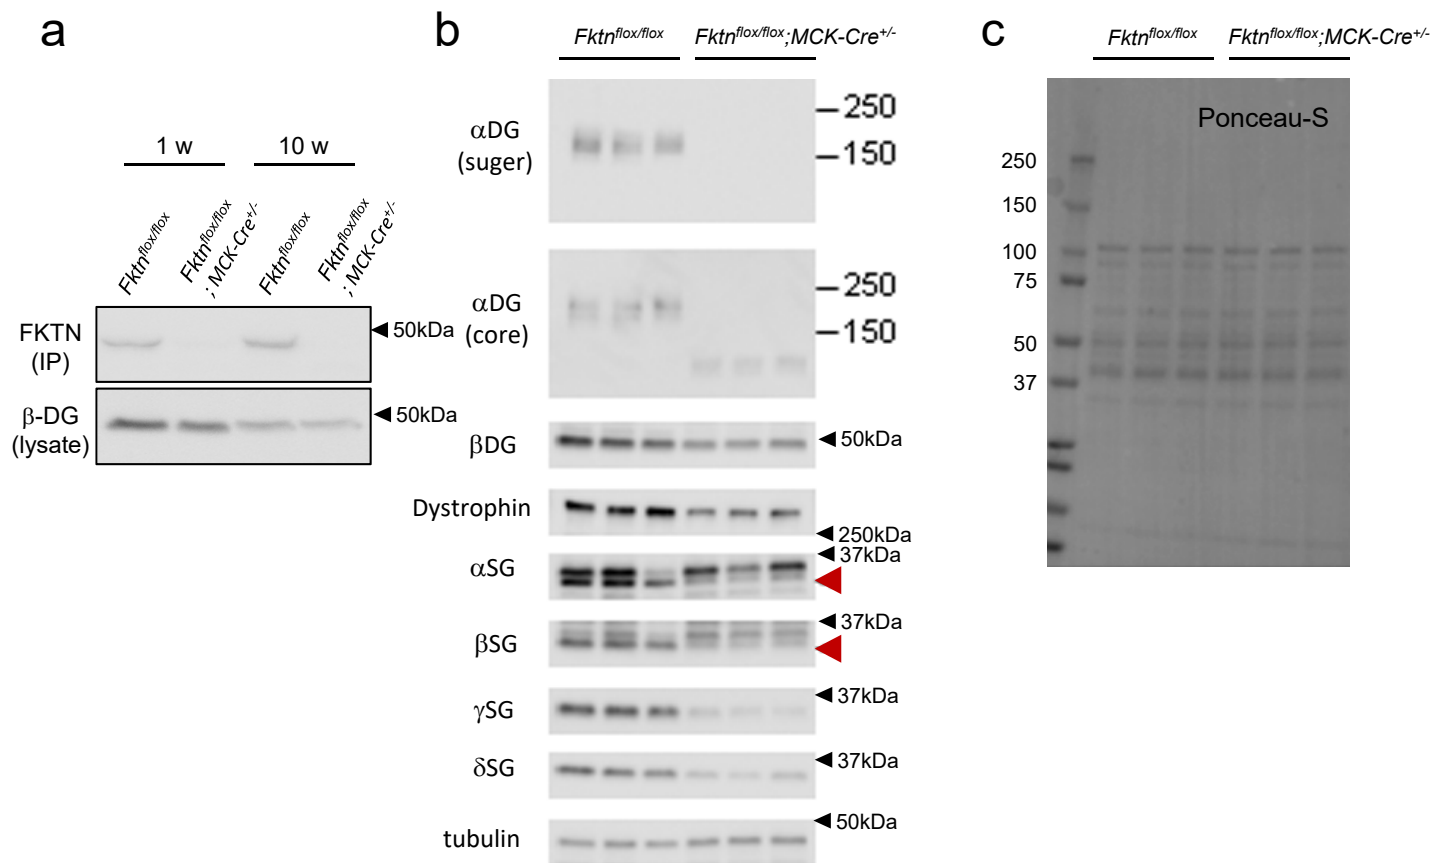 a
1 w
10 w
Fktnflox/flox
Fktnflox/flox
; MCK-Cre+/-
Fktnflox/flox
Fktnflox/flox
; MCK-Cre+/-
FKTN
(IP)
50kDa
β-DG
(lysate)
50kDa
b
Fktnflox/flox
Fktnflox/flox;MCK-Cre+/-
αDG
(suger)
250
150
αDG
(core)
250
150
βDG
50kDa
Dystrophin
250kDa
αSG
37kDa
βSG
37kDa
γSG
37kDa
δSG
37kDa
tubulin
50kDa
c
Fktnflox/flox
Fktnflox/flox;MCK-Cre+/-
Ponceau-S
250
150
100
75
50
37